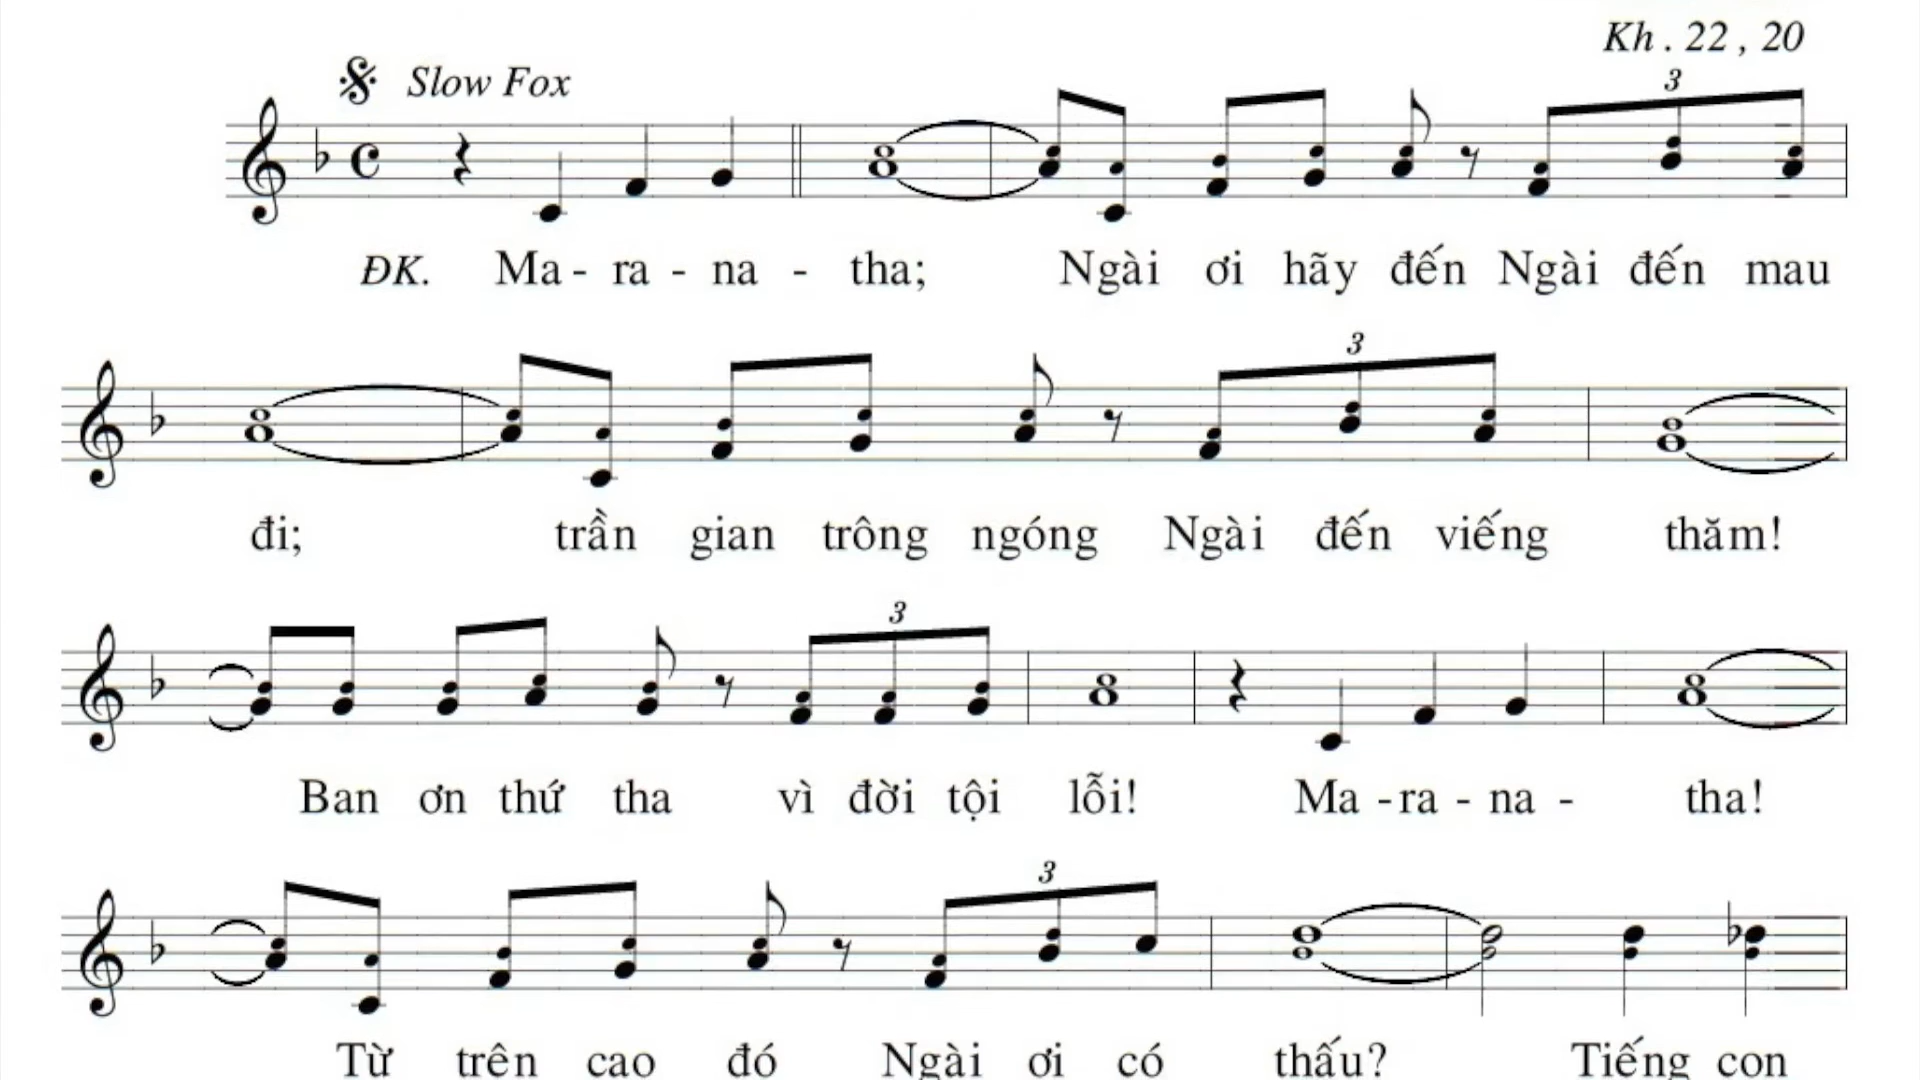 Kh . 22 , 20
Slow Fox
3
ĐK. Ma - ra - na - tha; Ngài ơi hãy đến Ngài đến mau
3
đi; trần gian trông ngóng Ngài đến viếng thăm!
3
Ban ơn thứ tha vì đời tội lỗi! Ma - ra - na - tha!
3
Từ trên cao đó Ngài ơi có thấu? Tiếng con